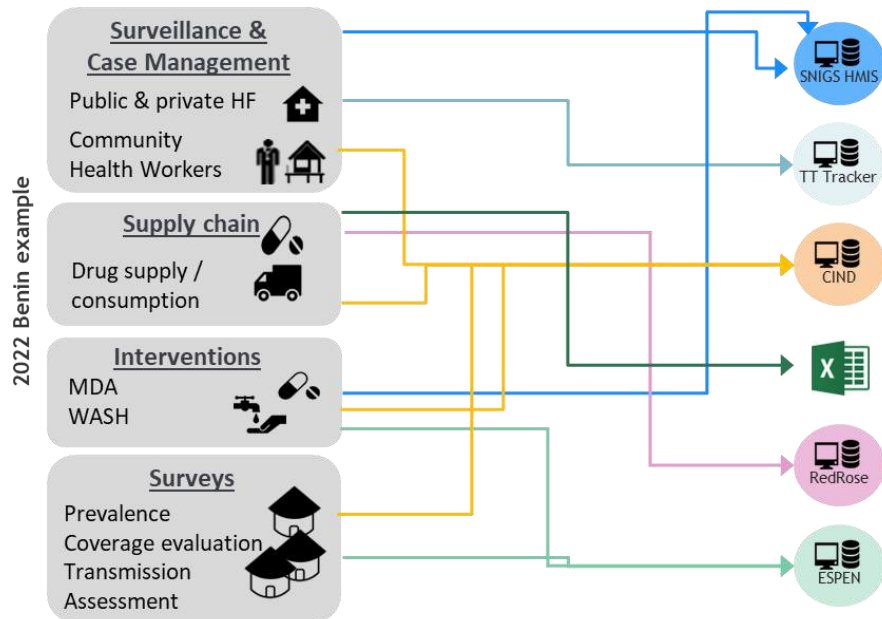 2022 Benin example
Surveillance &
Case Management
Public & private HF
Community
Health Workers
Supply chain
Drug supply /
consumption
Interventions
MDA
WASH
Surveys
Prevalence
Coverage evaluation
Transmission
Assessment
SNIGS HMIS
TT Tracker
CIND
X
RedRose
ESPEN